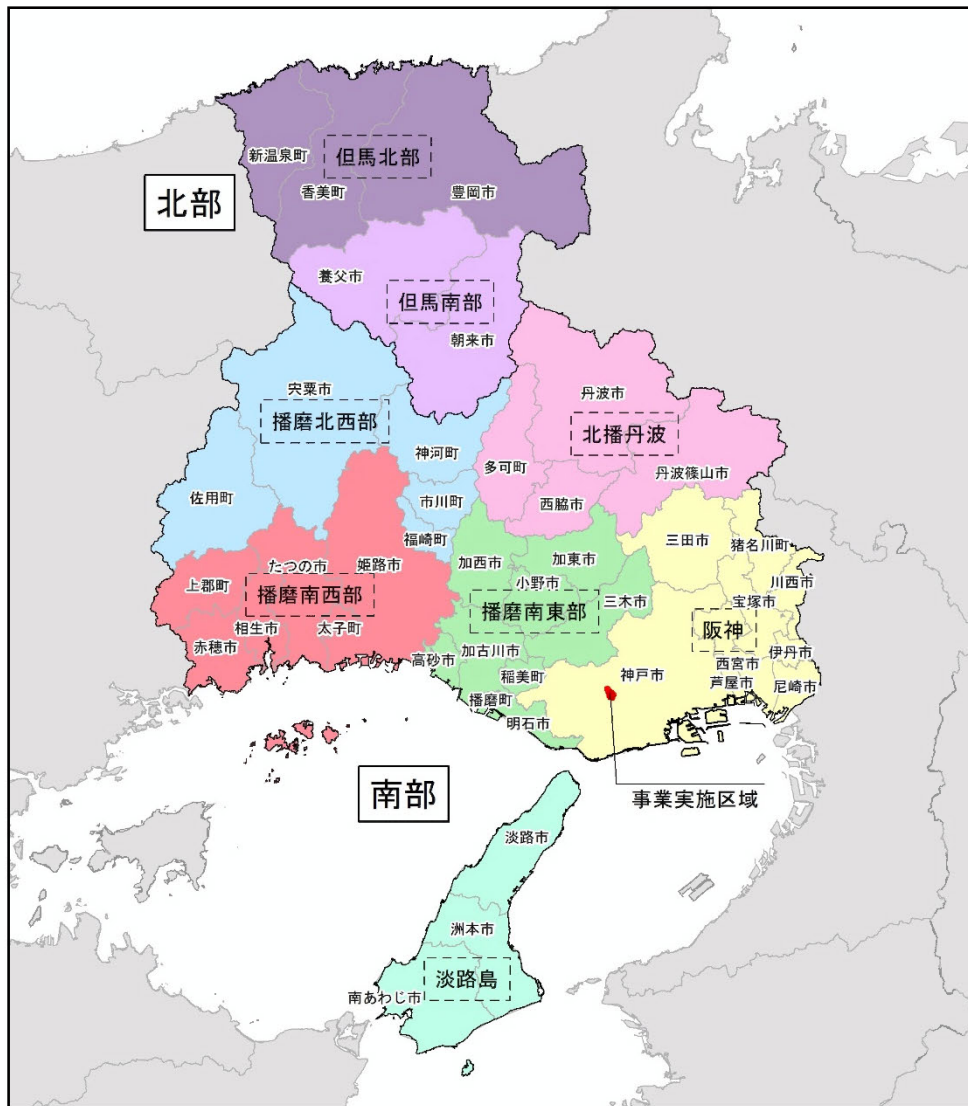 新温泉町
但馬北部
香美町
豊岡市
北部
養父市
但馬南部
朝来市
宍粟市
播磨北西部
丹波市
北播丹波
神河町
多可町
丹波篠山市
佐用町
市川町
西脇市
福崎町
三田市
猪名川町
たつの市
姫路市
加西市
加東市
上郡町
小野市
川西市
播磨南西部
播磨南東部
三木市
宝塚市
相生市
太子町
阪神
赤穂市
高砂市
加古川市
伊丹市
稲美町
神戸市
西宮市
芦屋市
尼崎市
播磨町
明石市
南部
事業実施区域
淡路市
洲本市
淡路島
南あわじ市